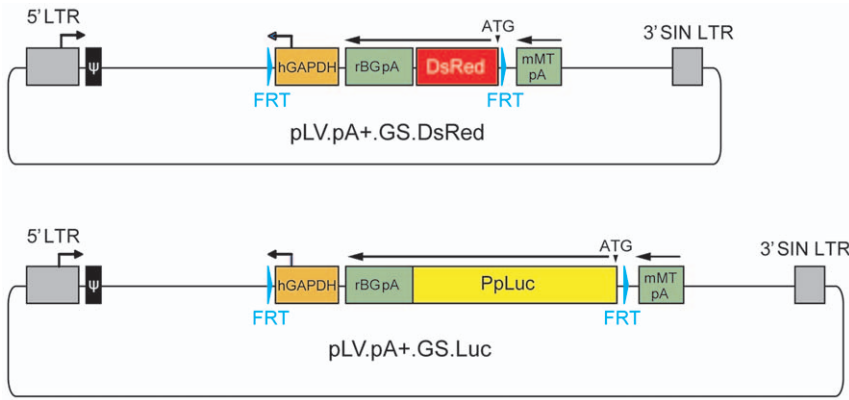 5' LTR
ATG
3' SIN LTR
ψ
hGAPDH
rBGpA
DsRed
mMT
pA
FRT
FRT
pLV.pA+.GS.DsRed
5' LTR
ATG
3' SIN LTR
ψ
hGAPDH
rBGpA
PpLuc
mMT
pA
FRT
FRT
pLV.pA+.GS.Luc